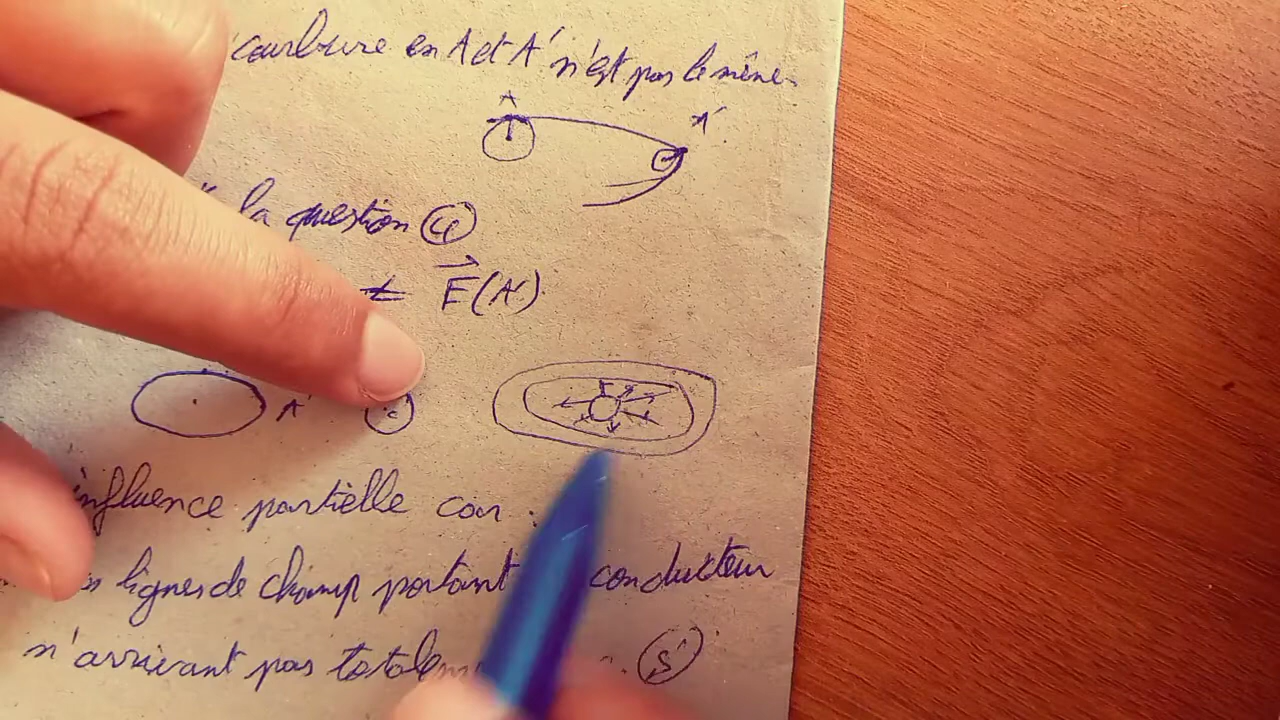 courbure en A et A' n'est pas le même.
A A'
la question 4
≠ E(A')
A' c
influence partielle car :
lignes de champ partant conducteur
n'arrivant pas S'